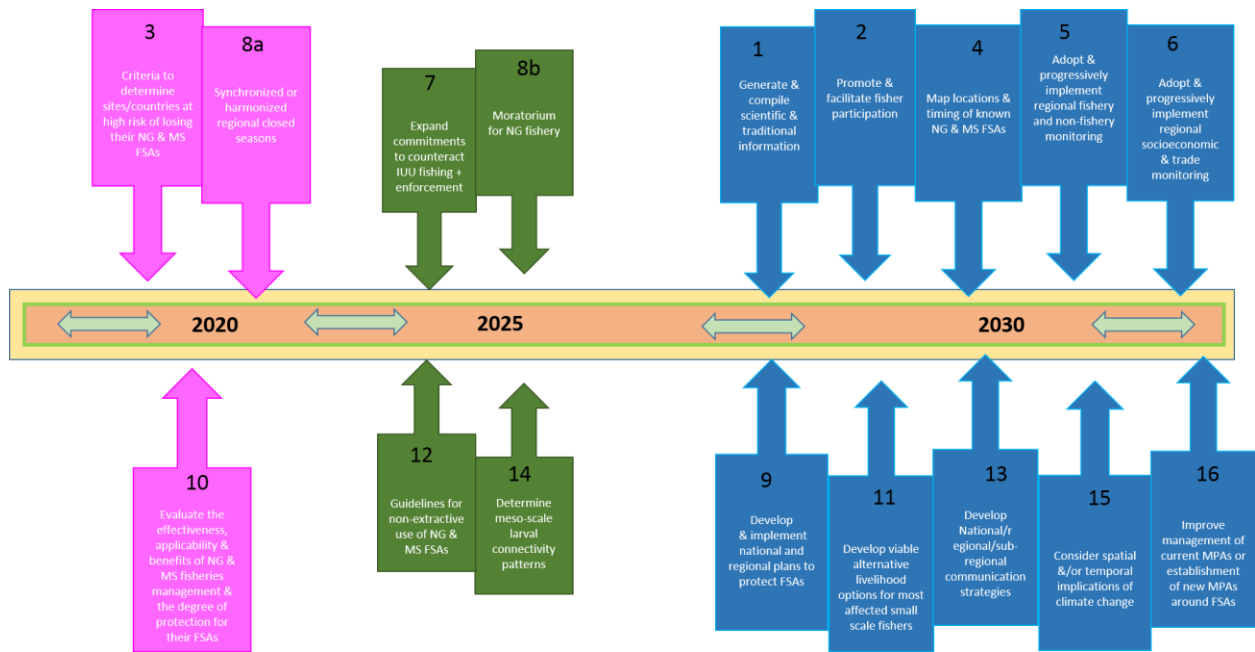 3
Criteria to
determine
sites/countries at
high risk of losing
their NG & MS
FSAs
8a
Synchronized or
harmonized
regional closed
seasons
7
Expand
commitments
to counteract
IUU fishing +
enforcement
8b
Moratorium
for NG fishery
1
Generate &
compile
scientific &
traditional
information
2
Promote &
facilitate fisher
participation
4
Map locations &
timing of known
NG & MS FSAs
5
Adopt &
progressively
implement
regional fishery
and non-fishery
monitoring
6
Adopt &
progressively
implement
regional
socioeconomic
& trade
monitoring
2020
2025
2030
10
Evaluate the
effectiveness,
applicability &
benefits of NG &
MS fisheries
management &
the degree of
protection for
their FSAs
12
Guidelines for
non-extractive
use of NG &
MS FSAs
14
Determine
meso-scale
larval
connectivity
patterns
9
Develop
& implement
national and
regional plans to
protect FSAs
11
Develop viable
alternative
livelihood
options for most
affected small
scale fishers
13
Develop
National/r
egional/sub-
regional
communication
strategies
15
Consider spatial
&/or temporal
implications of
climate change
16
Improve
management of
current MPAs or
establishment of
new MPAs
around FSAs